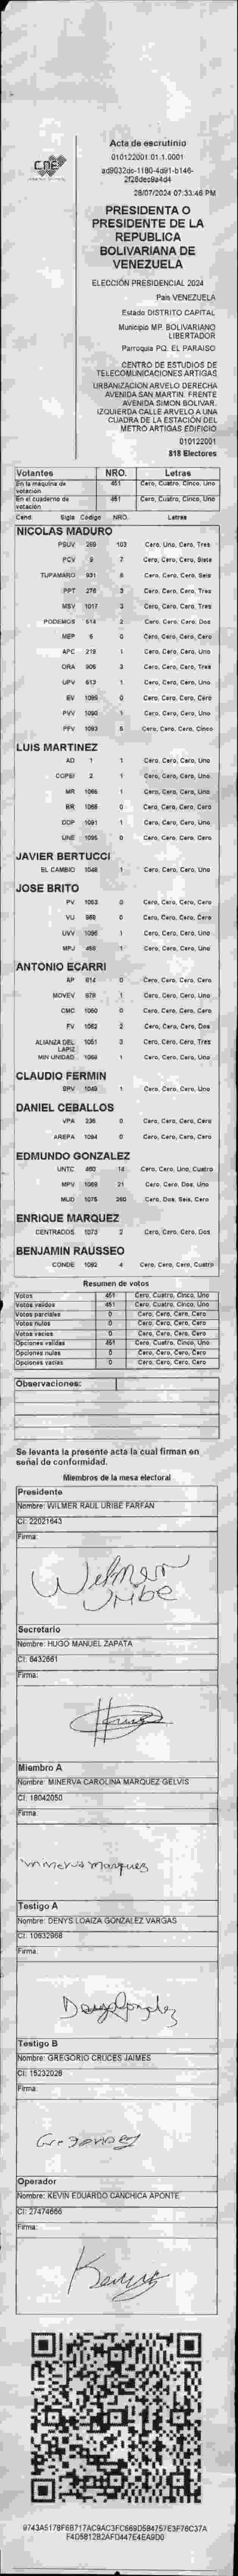 CNE
Acta de escrutinio
010122001.01.1.0001
28/07/2024 07:33:46 PM
PRESIDENTA O
PRESIDENTE DE LA
REPUBLICA
BOLIVARIANA DE
VENEZUELA
ELECCIÓN PRESIDENCIAL 2024
País VENEZUELA
Estado DISTRITO CAPITAL
Municipio MP. BOLIVARIANO
LIBERTADOR
Parroquia PQ. EL PARAISO
CENTRO DE ESTUDIOS DE
TELECOMUNICACIONES ARTIGAS
URBANIZACIÓN ARVELO DERECHA
AVENIDA SAN MARTIN. FRENTE
AVENIDA SIMON BOLIVAR.
IZQUIERDA CALLE ARVELO A UNA
CUADRA DE LA ESTACIÓN DEL
METRO ARTIGAS EDIFICIO
010122001
818 Electores
Votantes NRO. Letras
En la máquina de votación 451 Cero, Cuatro, Cinco, Uno
En el cuaderno de votación 451 Cero, Cuatro, Cinco, Uno
Cand Sigla Código NRO. Letras
NICOLAS MADURO
PSUV 269 103 Cero, Uno, Cero, Tres
PCV 9 7 Cero, Cero, Cero, Siete
TUPAMARO 931 6 Cero, Cero, Cero, Seis
PPT 276 3 Cero, Cero, Cero, Tres
MSV 1017 3 Cero, Cero, Cero, Tres
PODEMOS 514 2 Cero, Cero, Cero, Dos
MEP 6 0 Cero, Cero, Cero, Cero
APC 219 1 Cero, Cero, Cero, Uno
ORA 905 3 Cero, Cero, Cero, Tres
UPV 613 1 Cero, Cero, Cero, Uno
EV 1089 0 Cero, Cero, Cero, Cero
PVV 1090 1 Cero, Cero, Cero, Uno
PFV 1093 5 Cero, Cero, Cero, Cinco
LUIS MARTINEZ
AD 1 1 Cero, Cero, Cero, Uno
COPEI 2 1 Cero, Cero, Cero, Uno
MR 1066 1 Cero, Cero, Cero, Uno
BR 1068 0 Cero, Cero, Cero, Cero
DDP 1091 1 Cero, Cero, Cero, Uno
UNE 1095 0 Cero, Cero, Cero, Cero
JAVIER BERTUCCI
EL CAMBIO 1048 1 Cero, Cero, Cero, Uno
JOSE BRITO
PV 1053 0 Cero, Cero, Cero, Cero
VU 989 0 Cero, Cero, Cero, Cero
UVV 1096 1 Cero, Cero, Cero, Uno
MPJ 458 1 Cero, Cero, Cero, Uno
ANTONIO ECARRI
AP 814 0 Cero, Cero, Cero, Cero
MOVEV 978 1 Cero, Cero, Cero, Uno
CMC 1060 0 Cero, Cero, Cero, Cero
FV 1062 2 Cero, Cero, Cero, Dos
ALIANZA DEL LAPIZ 1051 3 Cero, Cero, Cero, Tres
MIN UNIDAD 1068 1 Cero, Cero, Cero, Uno
CLAUDIO FERMIN
SPV 1049 1 Cero, Cero, Cero, Uno
DANIEL CEBALLOS
VPA 236 0 Cero, Cero, Cero, Cero
AREPA 1094 0 Cero, Cero, Cero, Cero
EDMUNDO GONZALEZ
UNTC 460 14 Cero, Cero, Uno, Cuatro
MPV 1069 21 Cero, Cero, Dos, Uno
MUD 1075 260 Cero, Dos, Seis, Cero
ENRIQUE MARQUEZ
CENTRADOS 1073 2 Cero, Cero, Cero, Dos
BENJAMIN RAUSSEO
CONDE 1082 4 Cero, Cero, Cero, Cuatro
Resumen de votos
Votos 451 Cero, Cuatro, Cinco, Uno
Votos validos 451 Cero, Cuatro, Cinco, Uno
Votos parciales 0 Cero, Cero, Cero, Cero
Votos nulos 0 Cero, Cero, Cero, Cero
Votos vacios 0 Cero, Cero, Cero, Cero
Opciones validas 451 Cero, Cuatro, Cinco, Uno
Opciones nulas 0 Cero, Cero, Cero, Cero
Opciones vacias 0 Cero, Cero, Cero, Cero
Observaciones:
Se levanta la presente acta la cual firman en
señal de conformidad.
Miembros de la mesa electoral
Presidente
Nombre: WILMER RAUL URIBE FARFAN
CI: 22021643
Firma:
Wilmer
Uribe
Secretario
Nombre: HUGO MANUEL ZAPATA
CI: 6432661
Firma:
Miembro A
Nombre: MINERVA CAROLINA MARQUEZ GELVIS
CI: 18042050
Firma:
Minerva Marquez
Testigo A
Nombre: DENYS LOAIZA GONZALEZ VARGAS
CI: 10632968
Firma:
Testigo B
Nombre: GREGORIO CRUCES JAIMES
CI: 15232028
Firma:
Operador
Nombre: KEVIN EDUARDO CANCHICA APONTE
CI: 27474666
Firma: